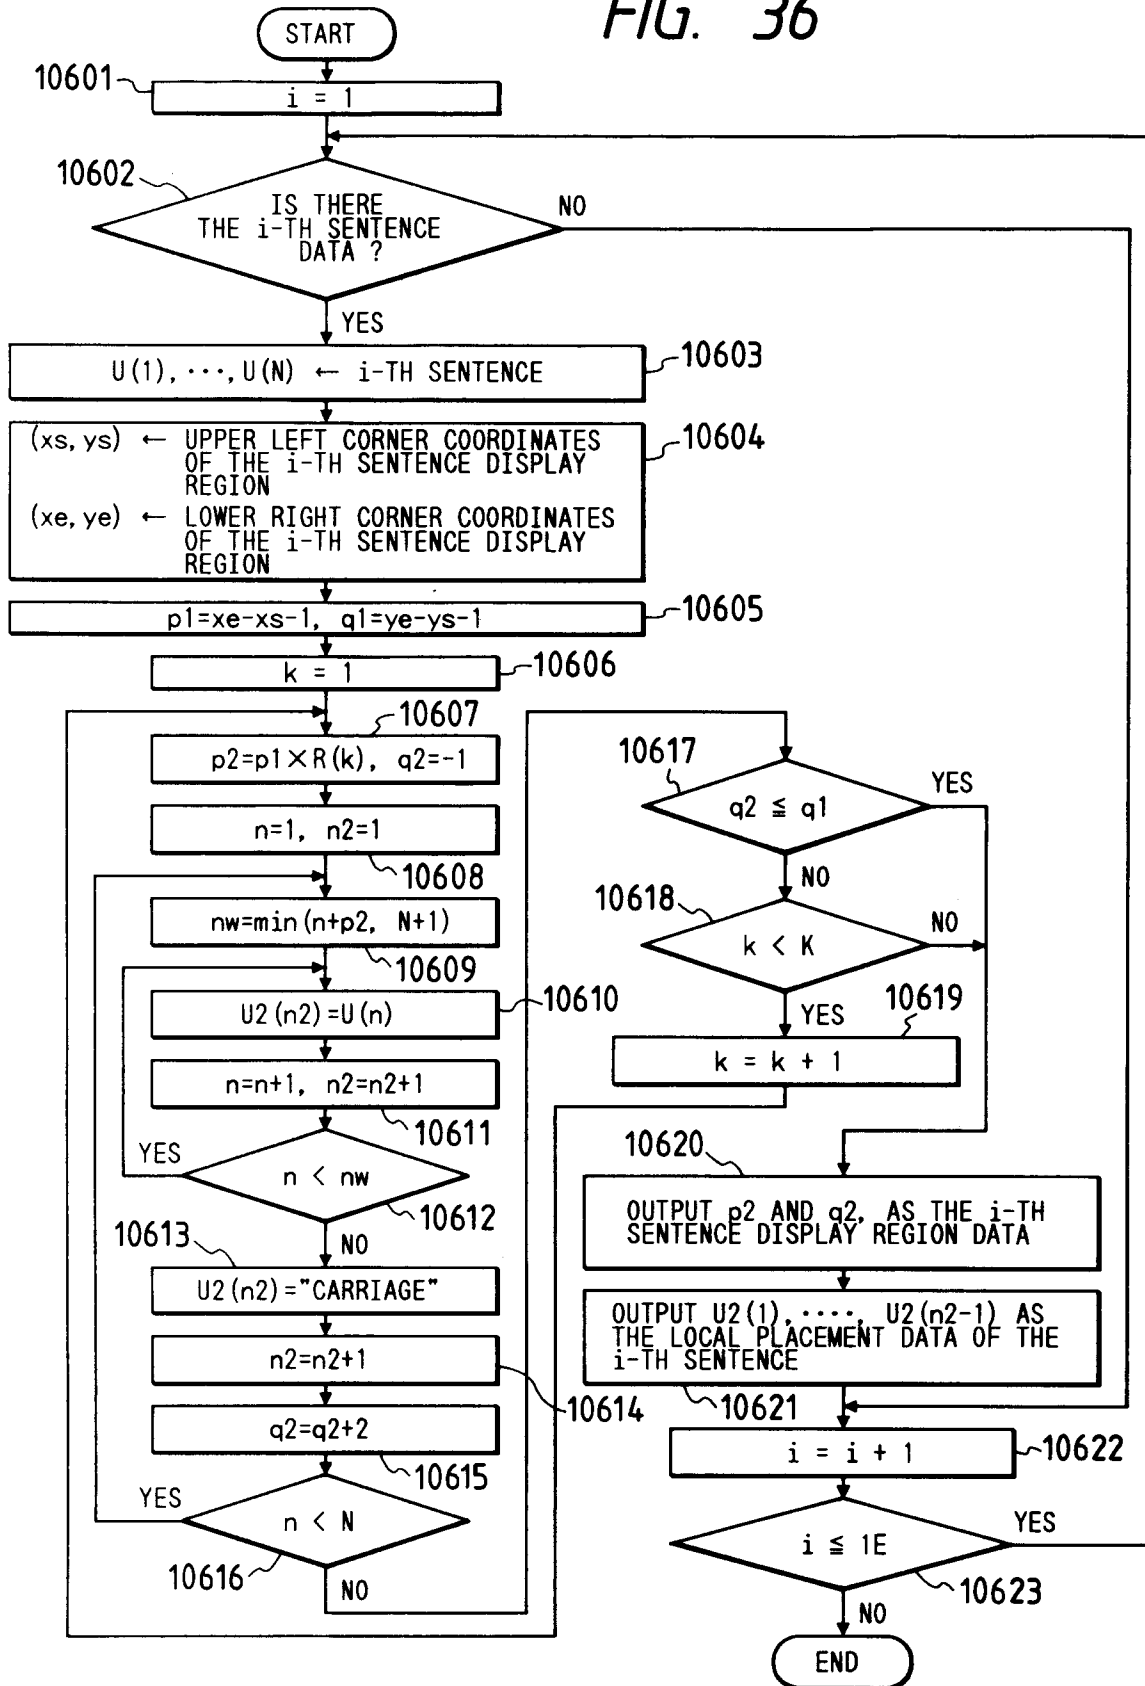 FIG. 36
START
10601
i = 1
10602
IS THERE
THE i-TH SENTENCE
DATA ?
NO
YES
U(1), ···, U(N) ← i-TH SENTENCE
10603
(xs, ys) ← UPPER LEFT CORNER COORDINATES
OF THE i-TH SENTENCE DISPLAY
REGION
(xe, ye) ← LOWER RIGHT CORNER COORDINATES
OF THE i-TH SENTENCE DISPLAY
REGION
10604
p1=xe-xs-1, q1=ye-ys-1
10605
k = 1
10606
10607
p2=p1×R(k), q2=-1
n=1, n2=1
10608
nw=min(n+p2, N+1)
10609
U2(n2)=U(n)
10610
n=n+1, n2=n2+1
10611
YES
n < nw
10612
NO
10613
U2(n2)="CARRIAGE"
n2=n2+1
10614
q2=q2+2
10615
YES
n < N
10616
NO
10617
q2 ≦ q1
YES
NO
10618
k < K
NO
YES
10619
k = k + 1
10620
OUTPUT p2 AND q2, AS THE i-TH
SENTENCE DISPLAY REGION DATA
OUTPUT U2(1), ····, U2(n2-1) AS
THE LOCAL PLACEMENT DATA OF THE
i-TH SENTENCE
10621
i = i + 1
10622
i ≦ 1E
YES
10623
NO
END